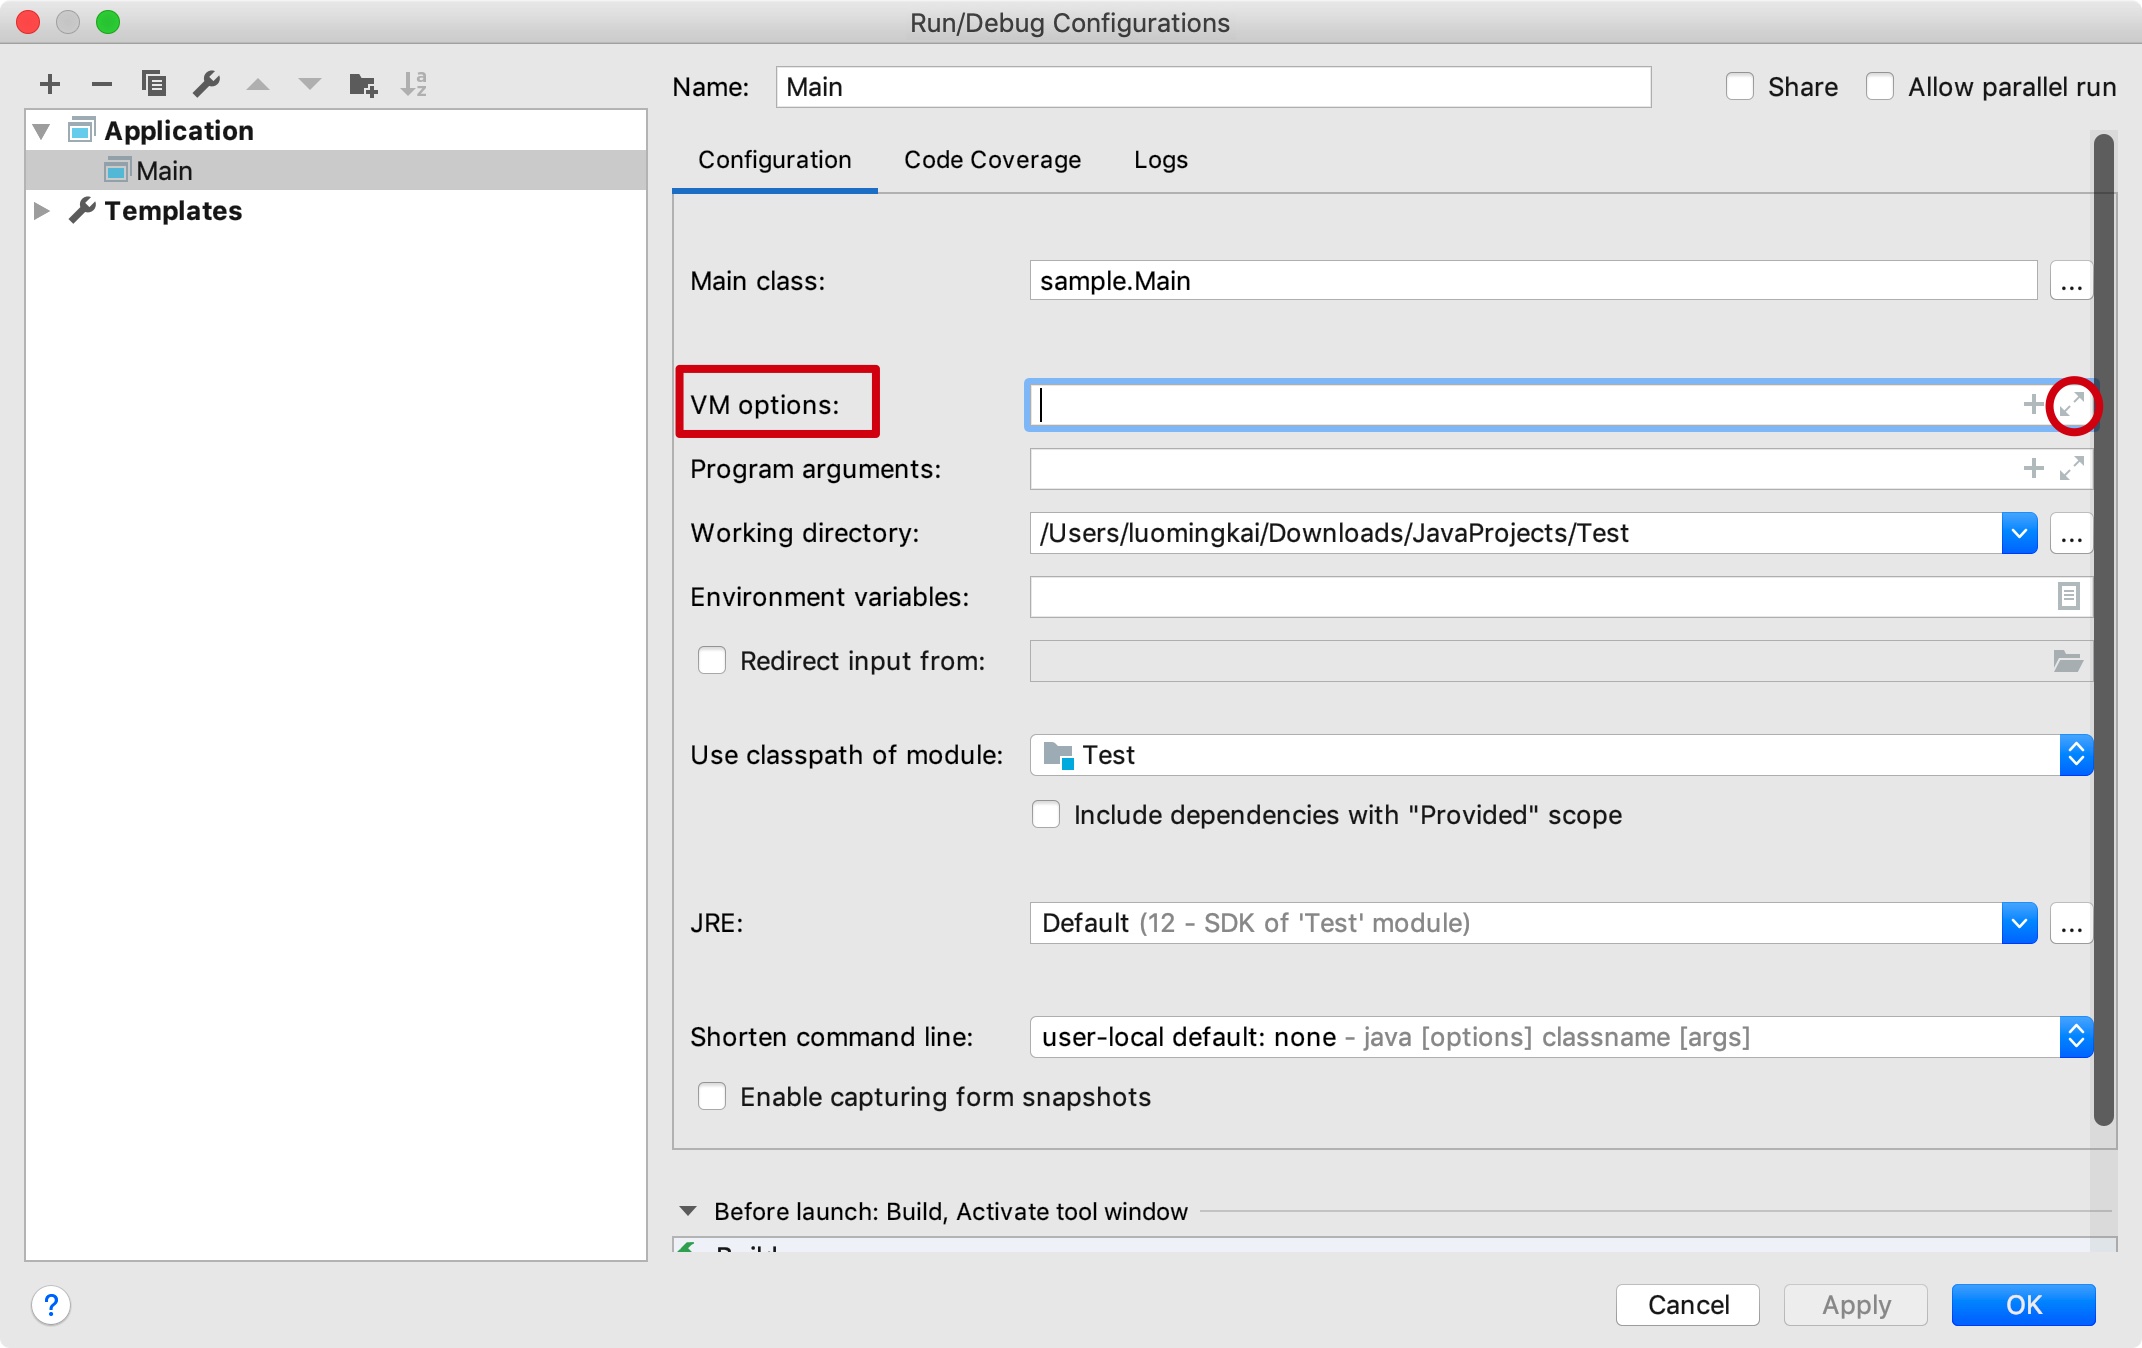 Run/Debug Configurations
Name: Main Share Allow parallel run
Application
Main
Templates
Configuration Code Coverage Logs
Main class: sample.Main ...
VM options:
Program arguments:
Working directory: /Users/luomingkai/Downloads/JavaProjects/Test ...
Environment variables:
Redirect input from:
Use classpath of module: Test
Include dependencies with "Provided" scope
JRE: Default (12 - SDK of 'Test' module) ...
Shorten command line: user-local default: none - java [options] classname [args]
Enable capturing form snapshots
Before launch: Build, Activate tool window
Build
? Cancel Apply OK